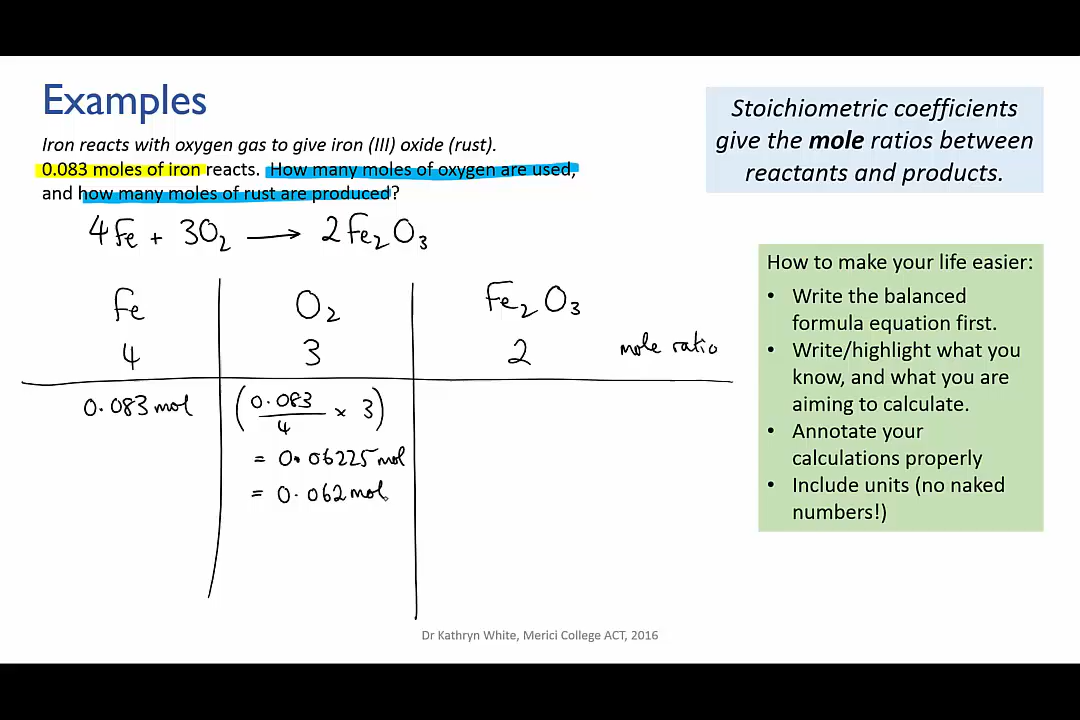 Examples
Iron reacts with oxygen gas to give iron (III) oxide (rust).
0.083 moles of iron reacts. How many moles of oxygen are used,
and how many moles of rust are produced?
4Fe + 3O₂ ⟶ 2Fe₂O₃
Fe O₂ Fe₂O₃
4 3 2 mole ratio
0.083 mol (0.083/4 × 3)
= 0.06225 mol
= 0.062 mol
Stoichiometric coefficients
give the mole ratios between
reactants and products.
How to make your life easier:
• Write the balanced
formula equation first.
• Write/highlight what you
know, and what you are
aiming to calculate.
• Annotate your
calculations properly
• Include units (no naked
numbers!)
Dr Kathryn White, Merici College ACT, 2016